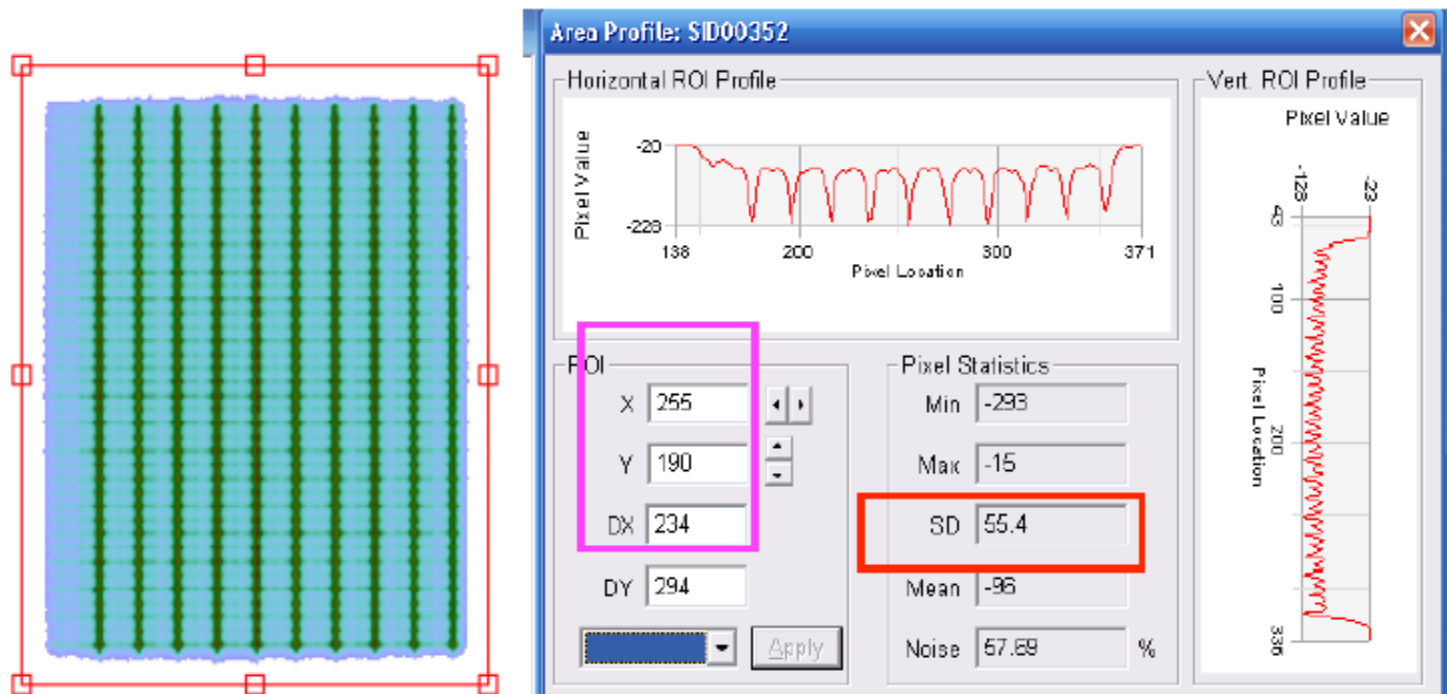 Area Profile: SID00352
Horizontal ROI Profile
Pixel Value
-20
-228
138 200 300 371
Pixel Location
Vert. ROI Profile
Pixel Value
-128 -23
43
100
200
336
Pixel Location
ROI
X 255
Y 190
DX 234
DY 294
Apply
Pixel Statistics
Min -293
Max -15
SD 55.4
Mean -96
Noise 57.69 %